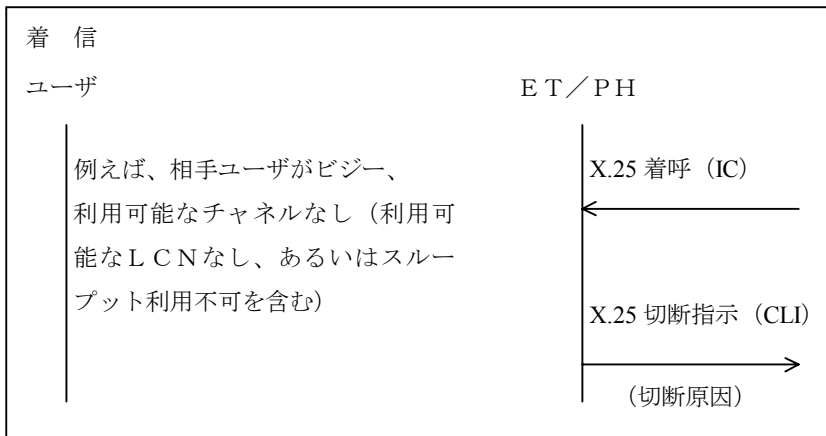 着　信
ユーザ
ＥＴ／ＰＨ
例えば、相手ユーザがビジー、
利用可能なチャネルなし（利用可
能なＬＣＮなし、あるいはスルー
プット利用不可を含む）
X.25 着呼（IC）
X.25 切断指示（CLI）
（切断原因）